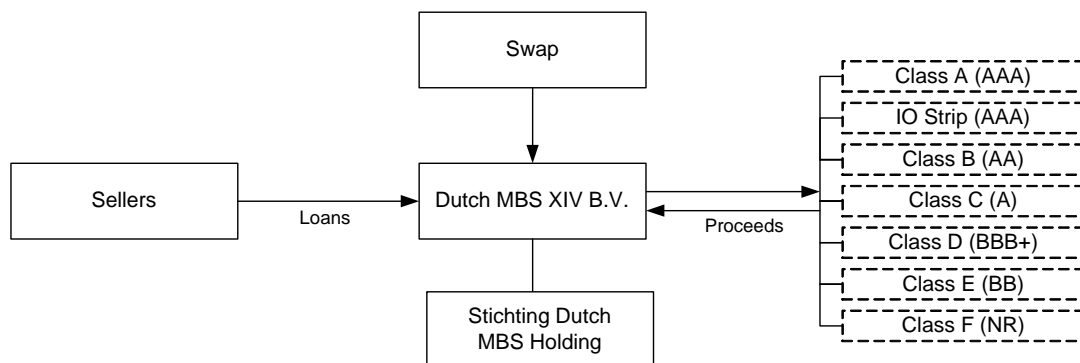 Swap
Class A (AAA)
IO Strip (AAA)
Class B (AA)
Sellers
Loans
Dutch MBS XIV B.V.
Proceeds
Class C (A)
Class D (BBB+)
Class E (BB)
Class F (NR)
Stichting Dutch
MBS Holding